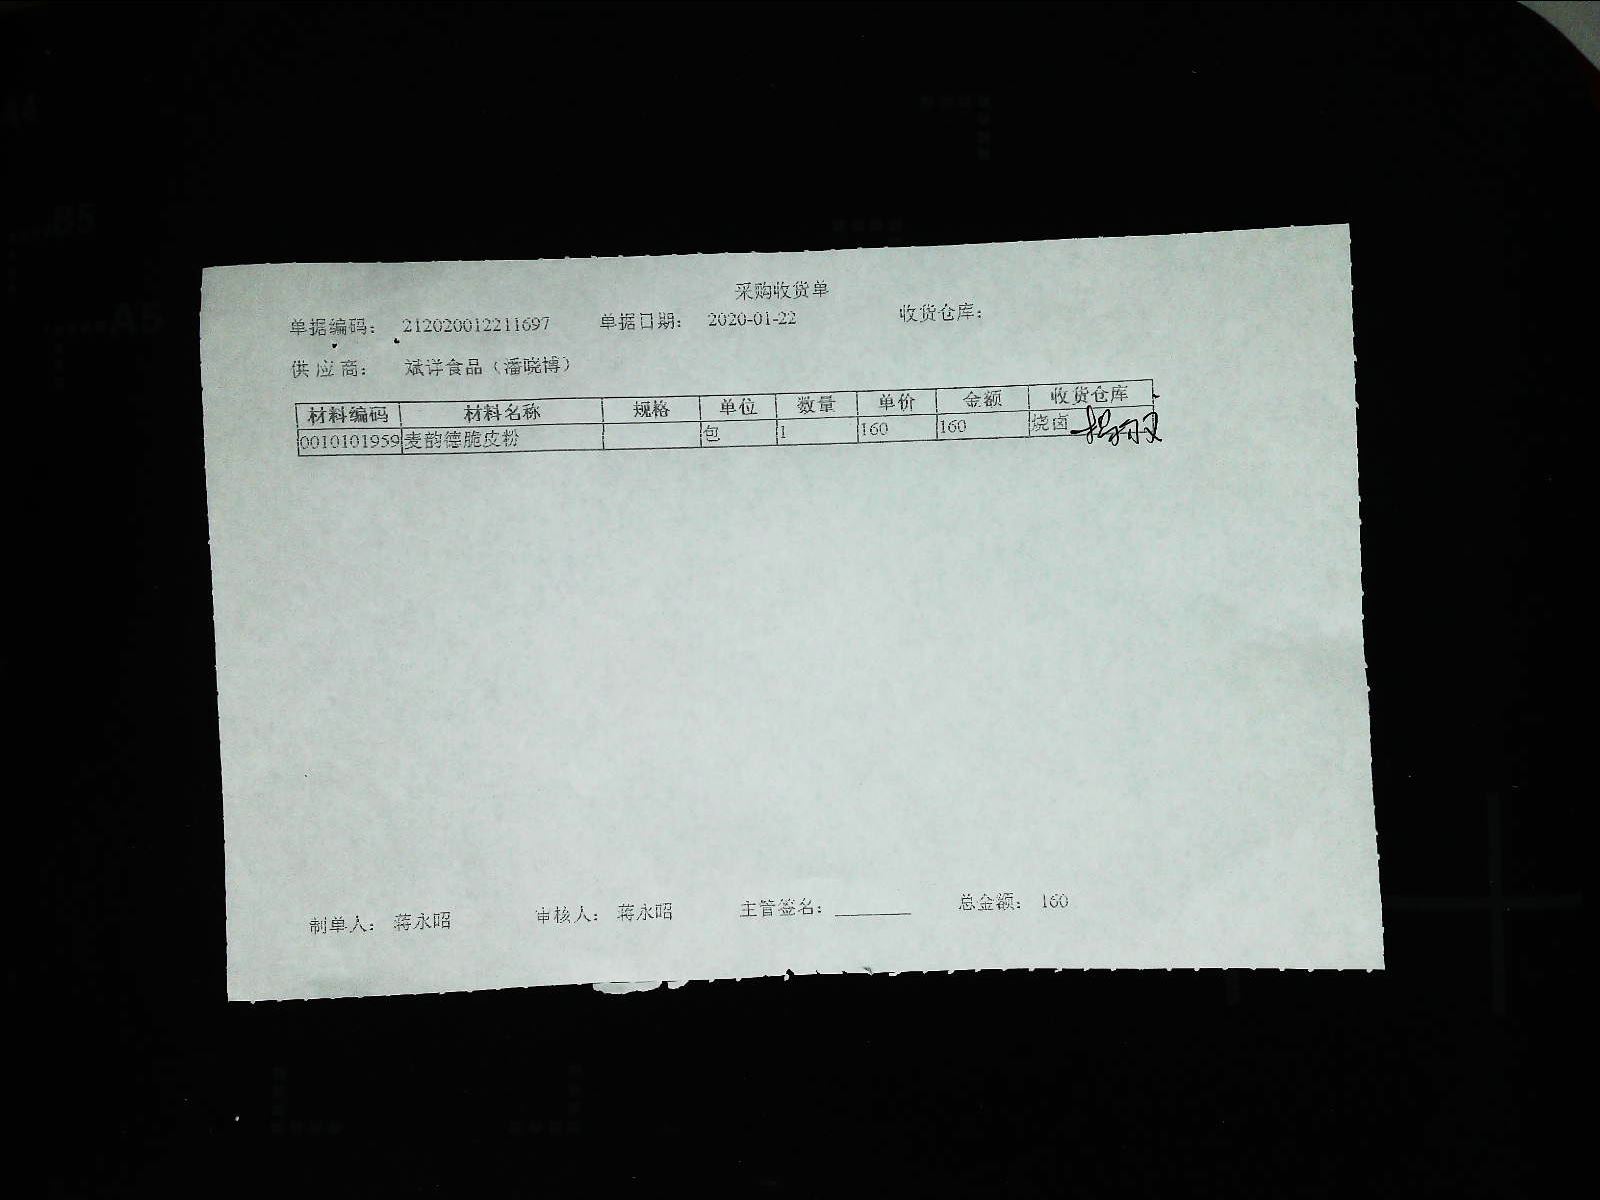 采购收货单
单据编码： 212020012211697 单据日期： 2020-01-22 收货仓库：
供 应 商： 斌详食品（潘晓博）
材料编码 材料名称 规格 单位 数量 单价 金额 收货仓库
0010101959 麦韵德脆皮粉 包 1 160 160 烧卤
制单人： 蒋永昭 审核人： 蒋永昭 主管签名： 总金额： 160
B5
A5